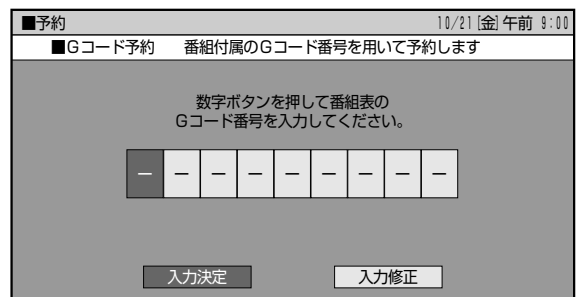 ■予約 10/21[金]午前 9:00
■Gコード予約 番組付属のGコード番号を用いて予約します
数字ボタンを押して番組表の
Gコード番号を入力してください。
－ － － － － － － － －
入力決定 入力修正